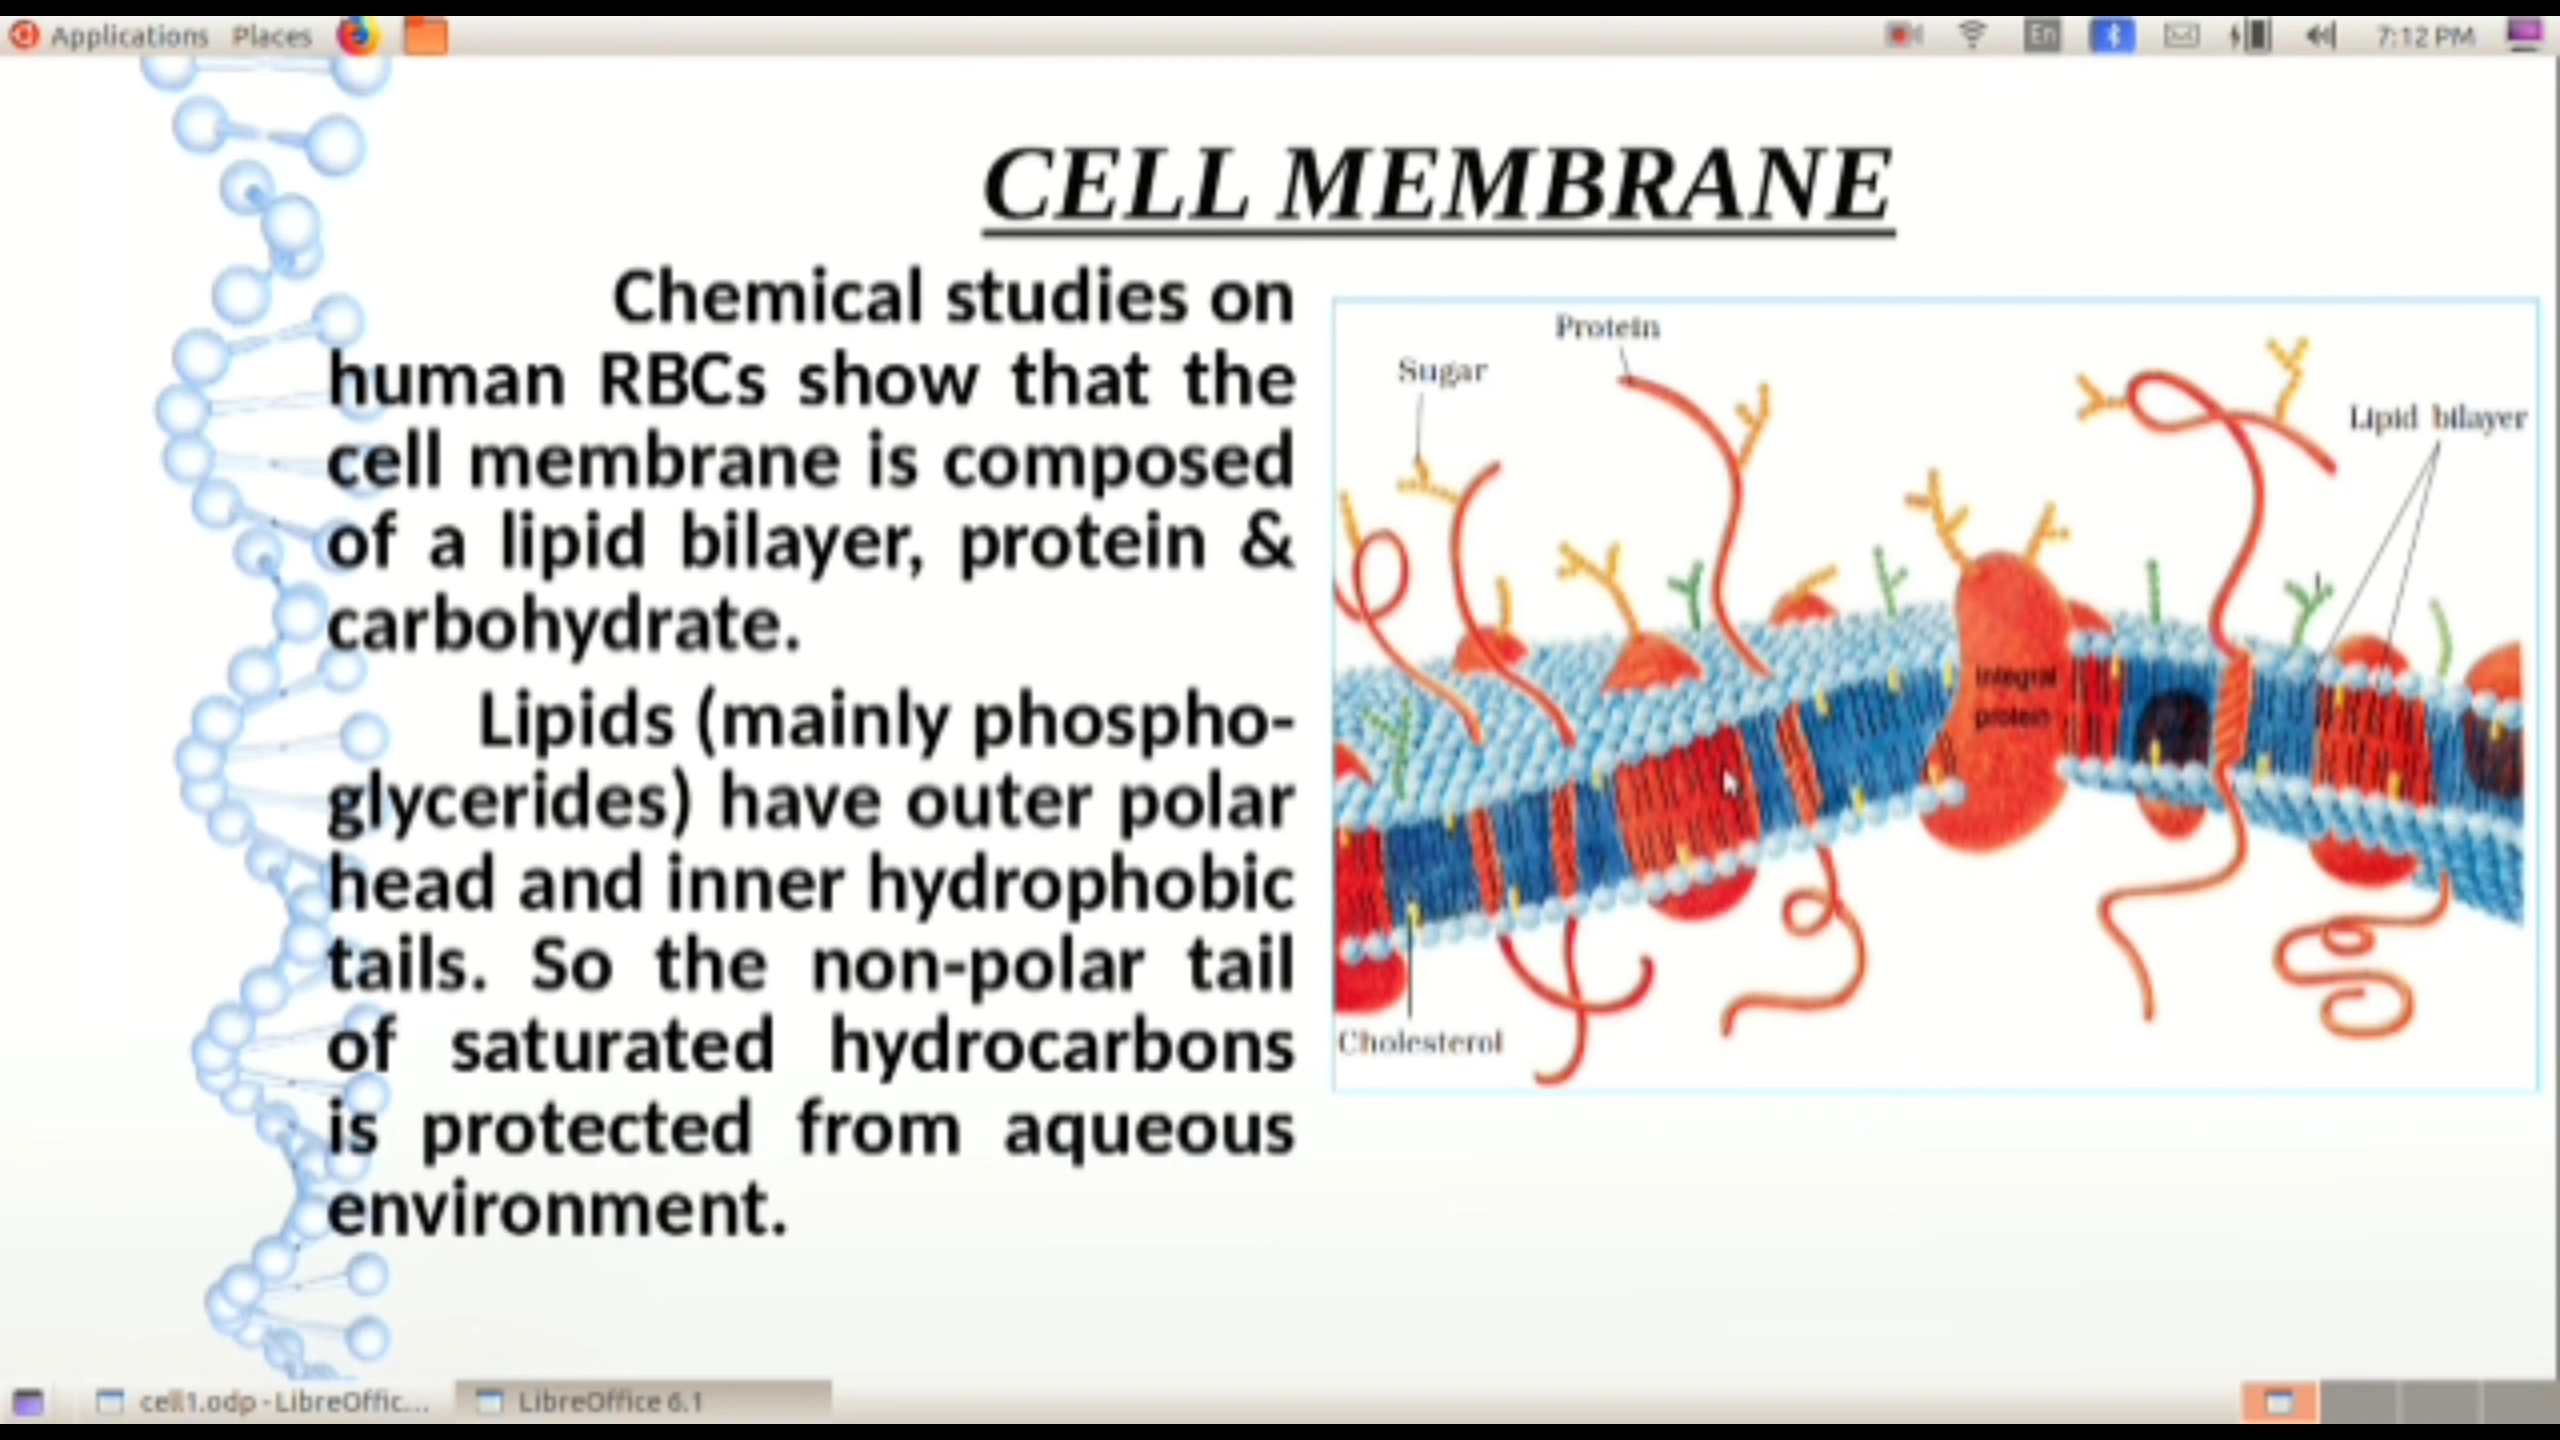 Applications Places
En
7:12 PM
CELL MEMBRANE
Chemical studies on
human RBCs show that the
cell membrane is composed
of a lipid bilayer, protein &
carbohydrate.
Lipids (mainly phospho-
glycerides) have outer polar
head and inner hydrophobic
tails. So the non-polar tail
of saturated hydrocarbons
is protected from aqueous
environment.
Protein
Sugar
Lipid bilayer
Integral
protein
Cholesterol
cell1.odp - LibreOffic...
LibreOffice 6.1